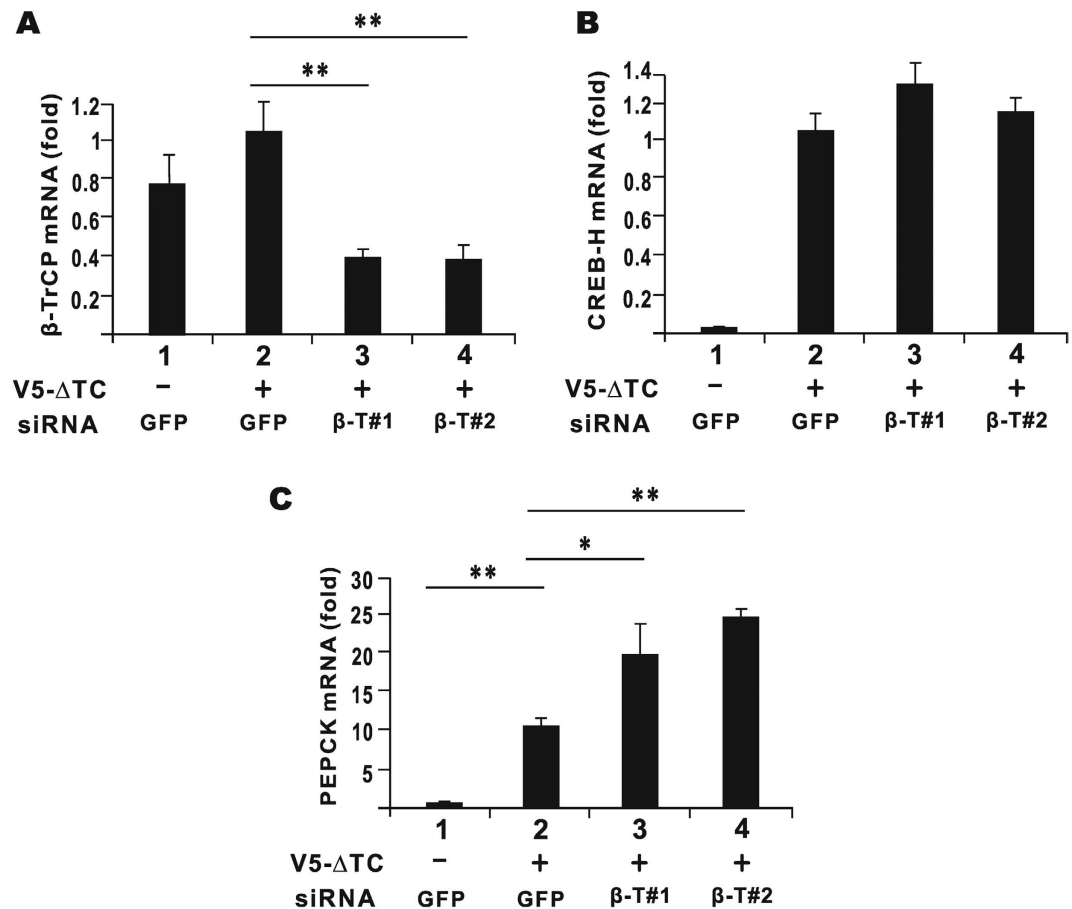 A
** 
**
β-TrCP mRNA (fold)
1.2
1
0.8
0.6
0.4
0.2
1 2 3 4
V5-ΔTC − + + +
siRNA GFP GFP β-T#1 β-T#2
B
CREB-H mRNA (fold)
1.4
1.2
1
0.8
0.6
0.4
0.2
1 2 3 4
V5-ΔTC − + + +
siRNA GFP GFP β-T#1 β-T#2
C
**
*
**
PEPCK mRNA (fold)
30
25
20
15
10
5
1 2 3 4
V5-ΔTC − + + +
siRNA GFP GFP β-T#1 β-T#2